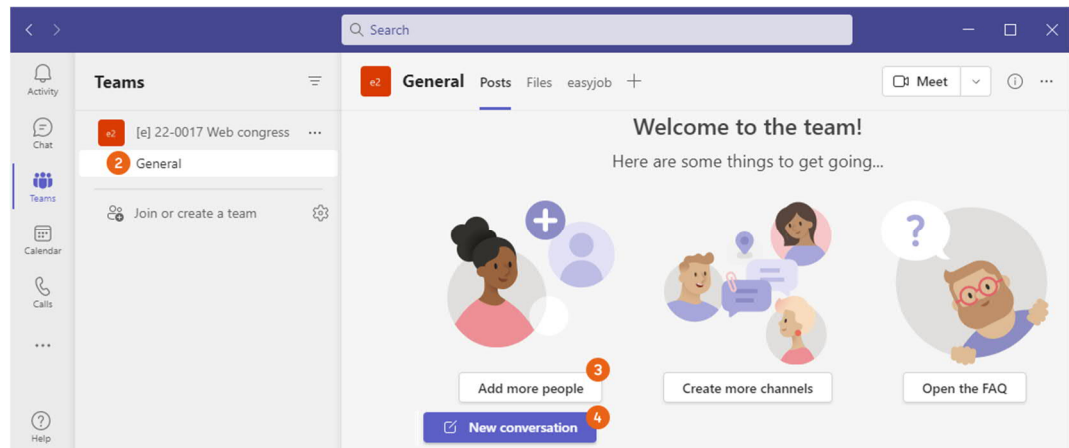 Search
Activity
Chat
Teams
Calendar
Calls
Help
Teams
e2 [e] 22-0017 Web congress
2 General
Join or create a team
e2 General Posts Files easyjob
Meet
Welcome to the team!
Here are some things to get going...
?
3
Add more people
Create more channels
Open the FAQ
4
New conversation